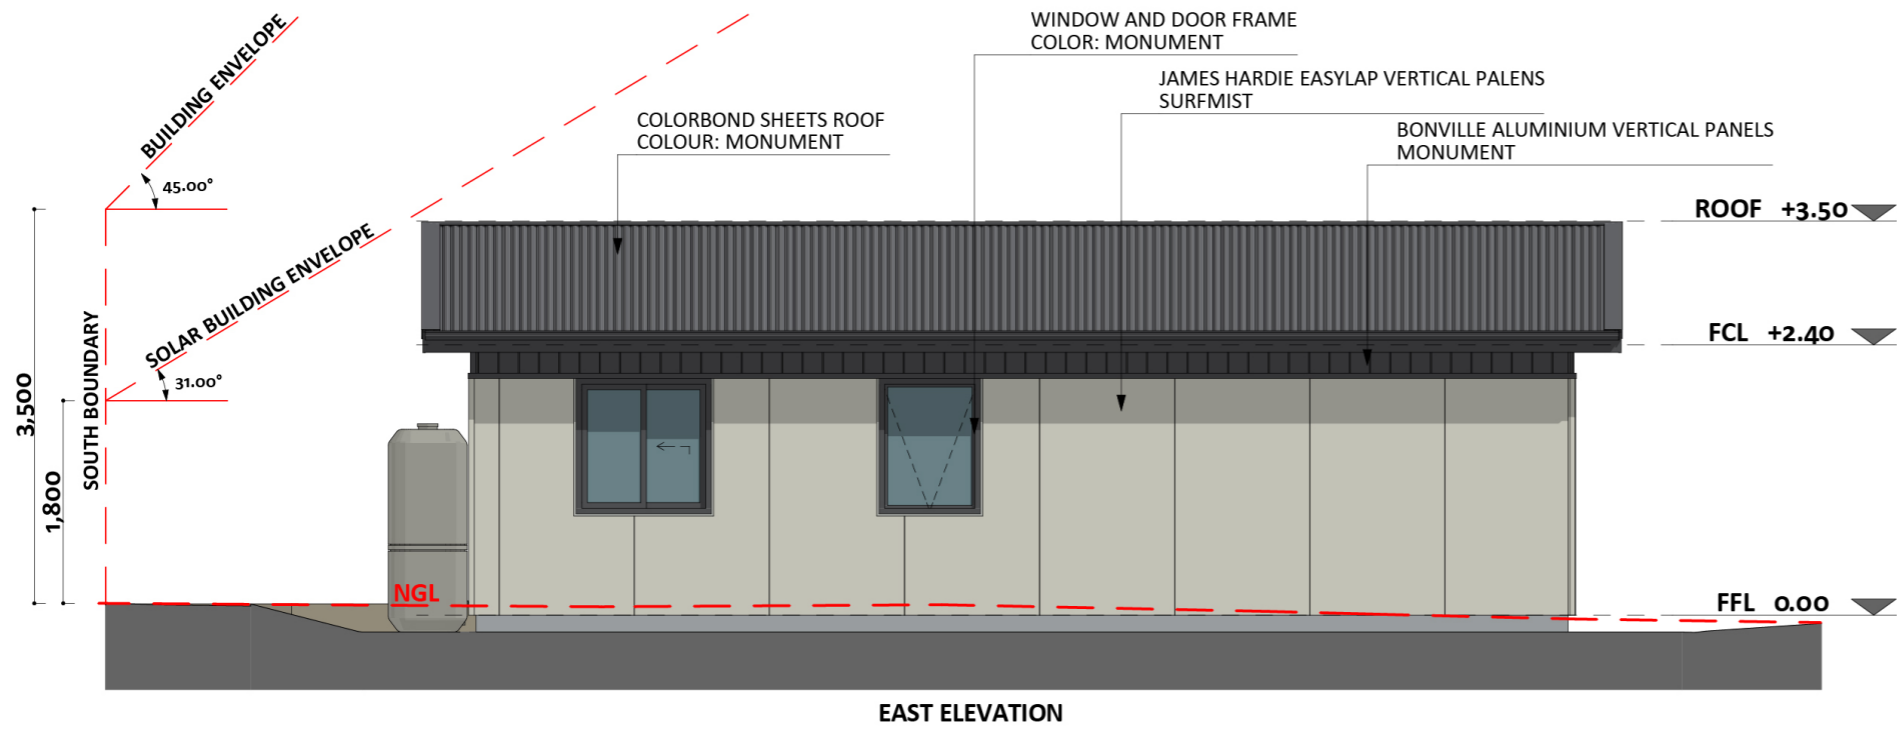 WINDOW AND DOOR FRAME
COLOR: MONUMENT
JAMES HARDIE EASYLAP VERTICAL PALENS
SURFMIST
COLORBOND SHEETS ROOF
COLOUR: MONUMENT
BONVILLE ALUMINIUM VERTICAL PANELS
MONUMENT
BUILDING ENVELOPE
45.00°
SOLAR BUILDING ENVELOPE
31.00°
SOUTH BOUNDARY
3,500
1,800
ROOF +3.50
FCL +2.40
NGL
FFL 0.00
EAST ELEVATION